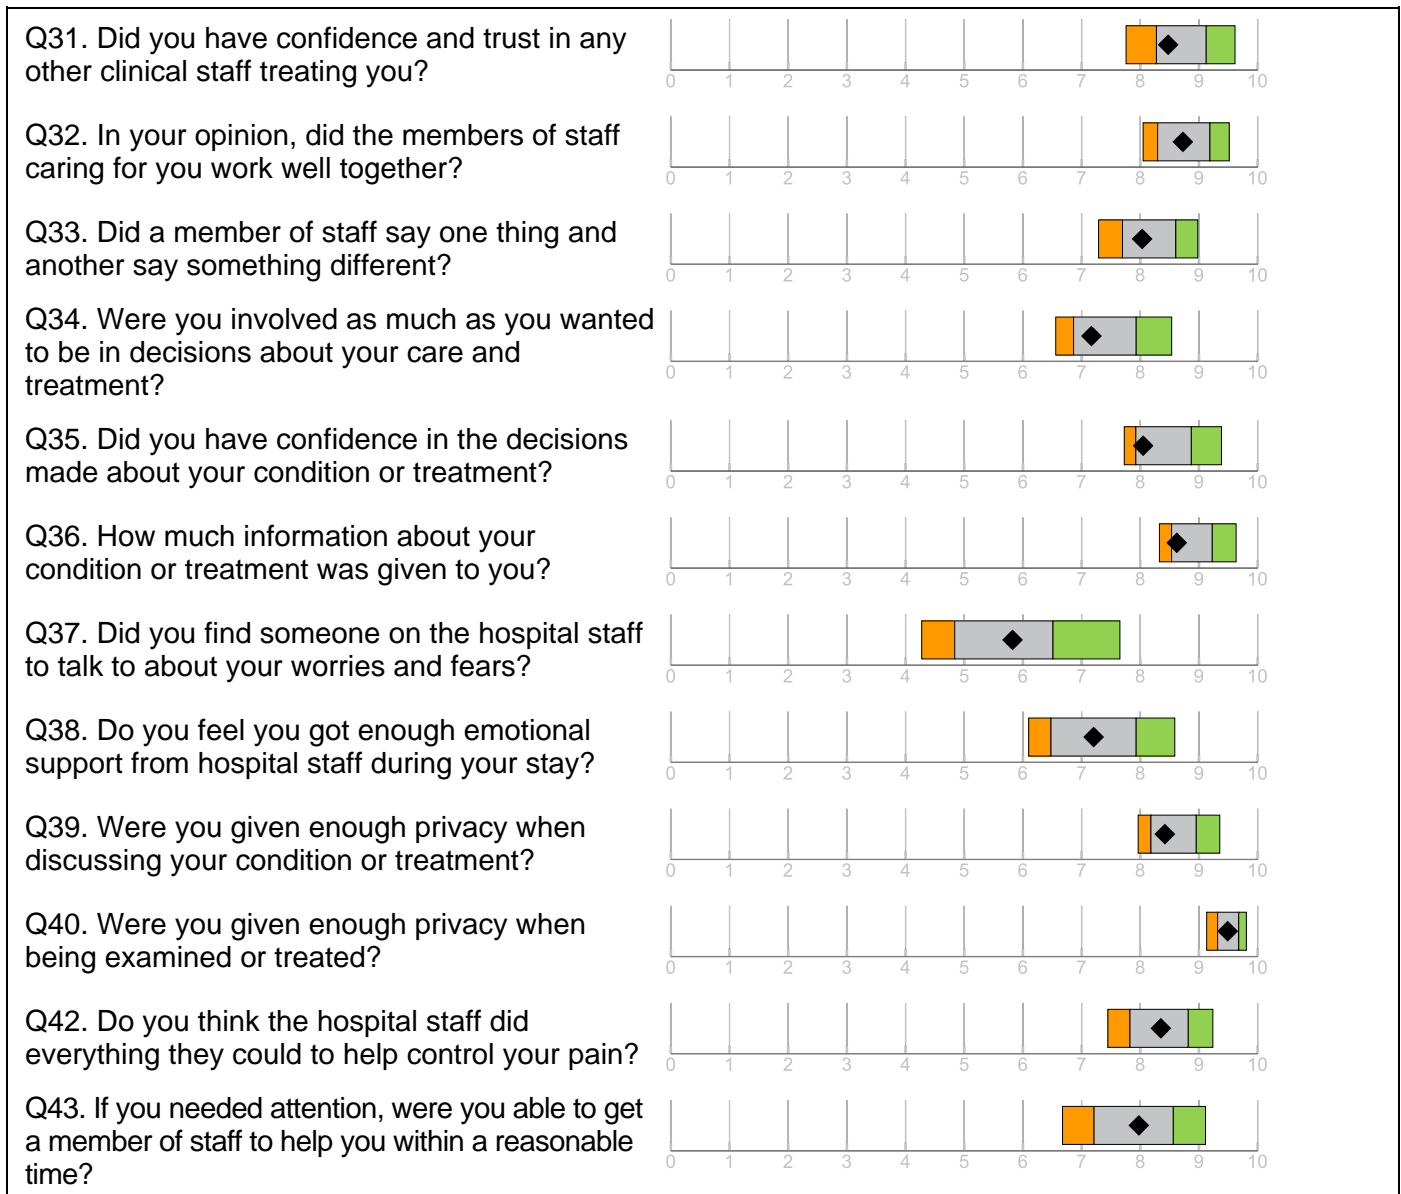 Q31. Did you have confidence and trust in any
other clinical staff treating you?
0 1 2 3 4 5 6 7 8 9 10
Q32. In your opinion, did the members of staff
caring for you work well together?
0 1 2 3 4 5 6 7 8 9 10
Q33. Did a member of staff say one thing and
another say something different?
0 1 2 3 4 5 6 7 8 9 10
Q34. Were you involved as much as you wanted
to be in decisions about your care and
treatment?
0 1 2 3 4 5 6 7 8 9 10
Q35. Did you have confidence in the decisions
made about your condition or treatment?
0 1 2 3 4 5 6 7 8 9 10
Q36. How much information about your
condition or treatment was given to you?
0 1 2 3 4 5 6 7 8 9 10
Q37. Did you find someone on the hospital staff
to talk to about your worries and fears?
0 1 2 3 4 5 6 7 8 9 10
Q38. Do you feel you got enough emotional
support from hospital staff during your stay?
0 1 2 3 4 5 6 7 8 9 10
Q39. Were you given enough privacy when
discussing your condition or treatment?
0 1 2 3 4 5 6 7 8 9 10
Q40. Were you given enough privacy when
being examined or treated?
0 1 2 3 4 5 6 7 8 9 10
Q42. Do you think the hospital staff did
everything they could to help control your pain?
0 1 2 3 4 5 6 7 8 9 10
Q43. If you needed attention, were you able to get
a member of staff to help you within a reasonable
time?
0 1 2 3 4 5 6 7 8 9 10